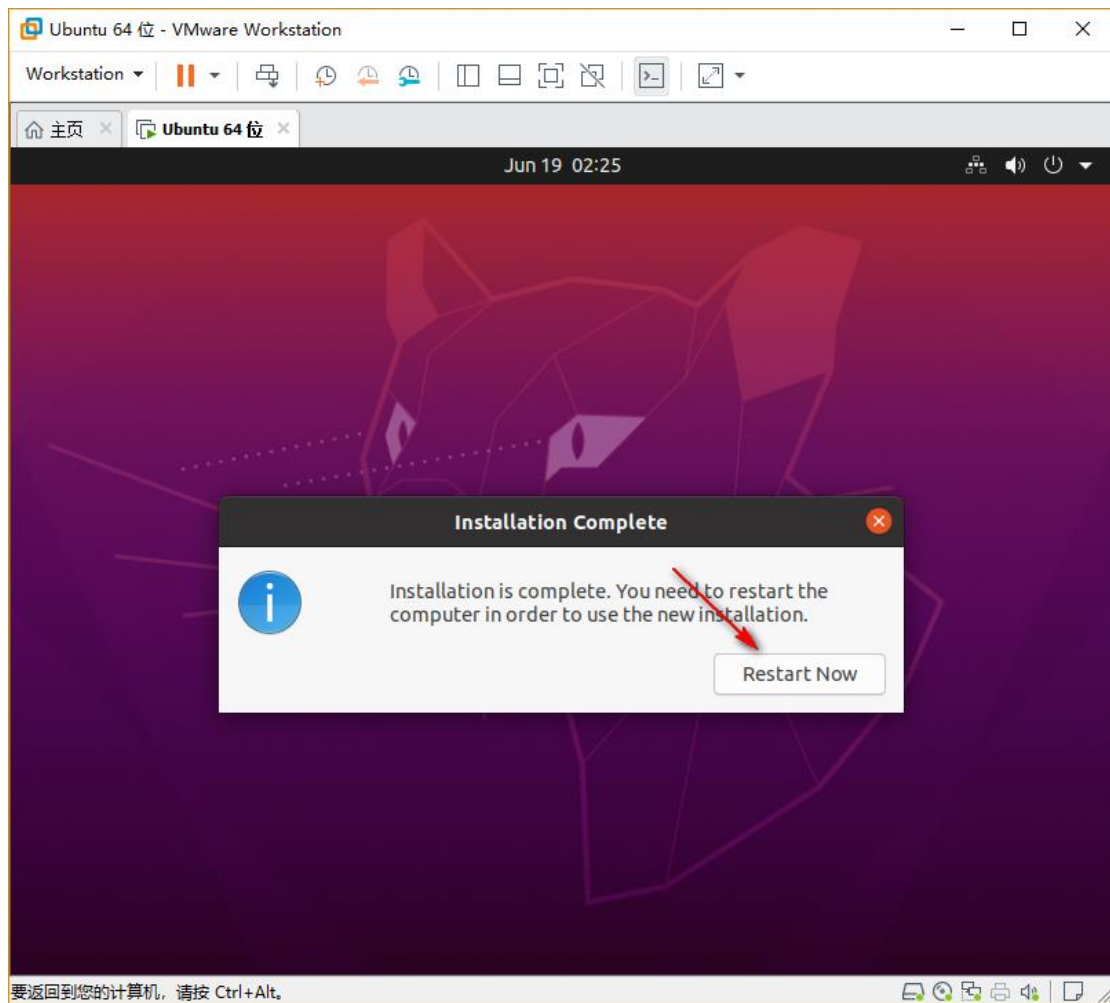 Ubuntu 64 位 - VMware Workstation
Workstation
主页
Ubuntu 64 位
Jun 19 02:25
Installation Complete
Installation is complete. You need to restart the
computer in order to use the new installation.
Restart Now
要返回到您的计算机，请按 Ctrl+Alt。